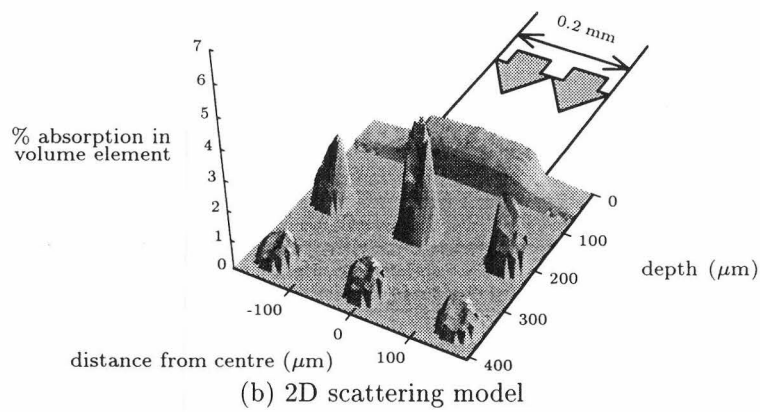 0.2 mm
7
6
5
4
3
2
1
0
% absorption in
volume element
0
100
200
300
400
depth (μm)
-100
0
100
distance from centre (μm)
(b) 2D scattering model